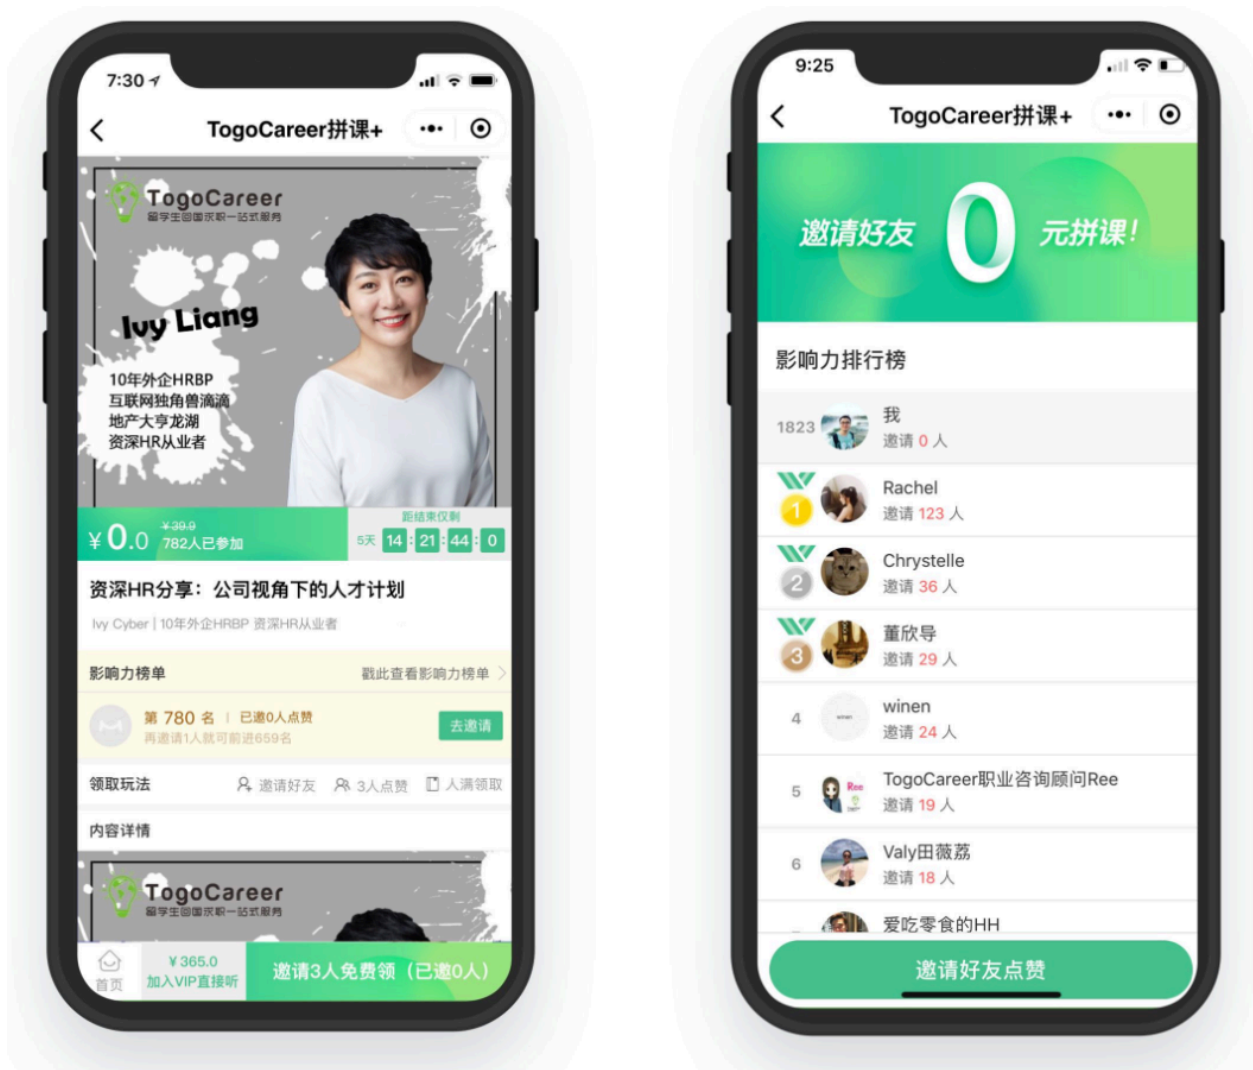 7:30
TogoCareer拼课+
TogoCareer
留学生回国求职一站式服务
Ivy Liang
10年外企HRBP
互联网独角兽滴滴
地产大亨龙湖
资深HR从业者
¥0.0
¥39.9
782人已参加
距结束仅剩
5天 14:21:44:0
资深HR分享：公司视角下的人才计划
Ivy Cyber | 10年外企HRBP 资深HR从业者
影响力榜单
戳此查看影响力榜单
第 780 名 | 已邀0人点赞
再邀请1人就可前进659名
去邀请
领取玩法
邀请好友
3人点赞
人满领取
内容详情
TogoCareer
留学生回国求职一站式服务
首页
¥365.0
加入VIP直接听
邀请3人免费领（已邀0人）
9:25
TogoCareer拼课+
邀请好友 0 元拼课!
影响力排行榜
1823
我
邀请 0 人
1
Rachel
邀请 123 人
2
Chrystelle
邀请 36 人
3
董欣导
邀请 29 人
4
winen
winen
邀请 24 人
5
Ree
TogoCareer职业咨询顾问Ree
邀请 19 人
6
Valy田薇荔
邀请 18 人
爱吃零食的HH
邀请好友点赞